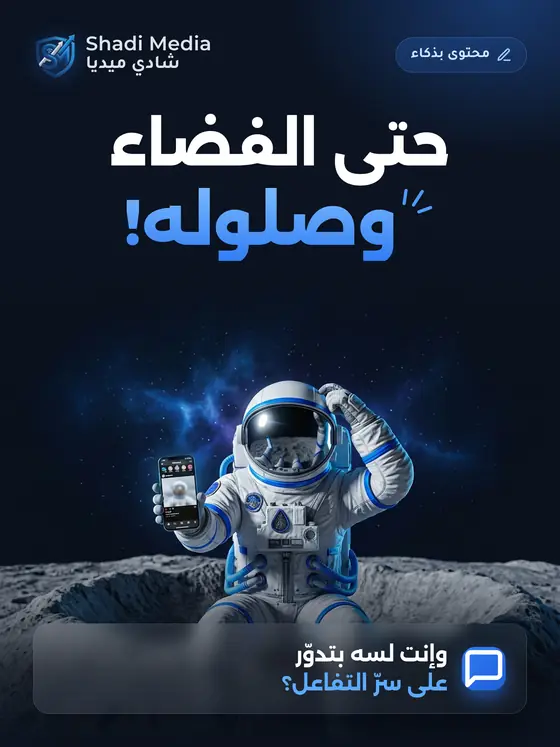 Shadi Media
شادي ميديا
محتوى بذكاء
حتى الفضاء
وصلوله!
وإنت لسه بتدوّر
على سرّ التفاعل؟